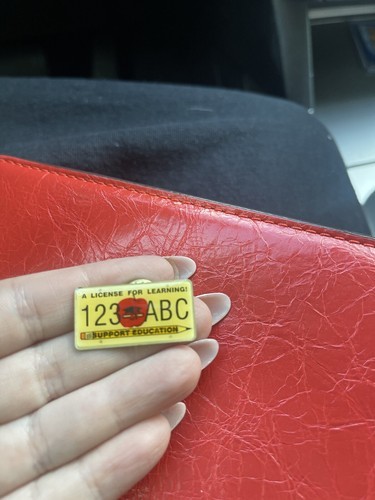 A LICENSE FOR LEARNING!
123 ABC
SUPPORT EDUCATION